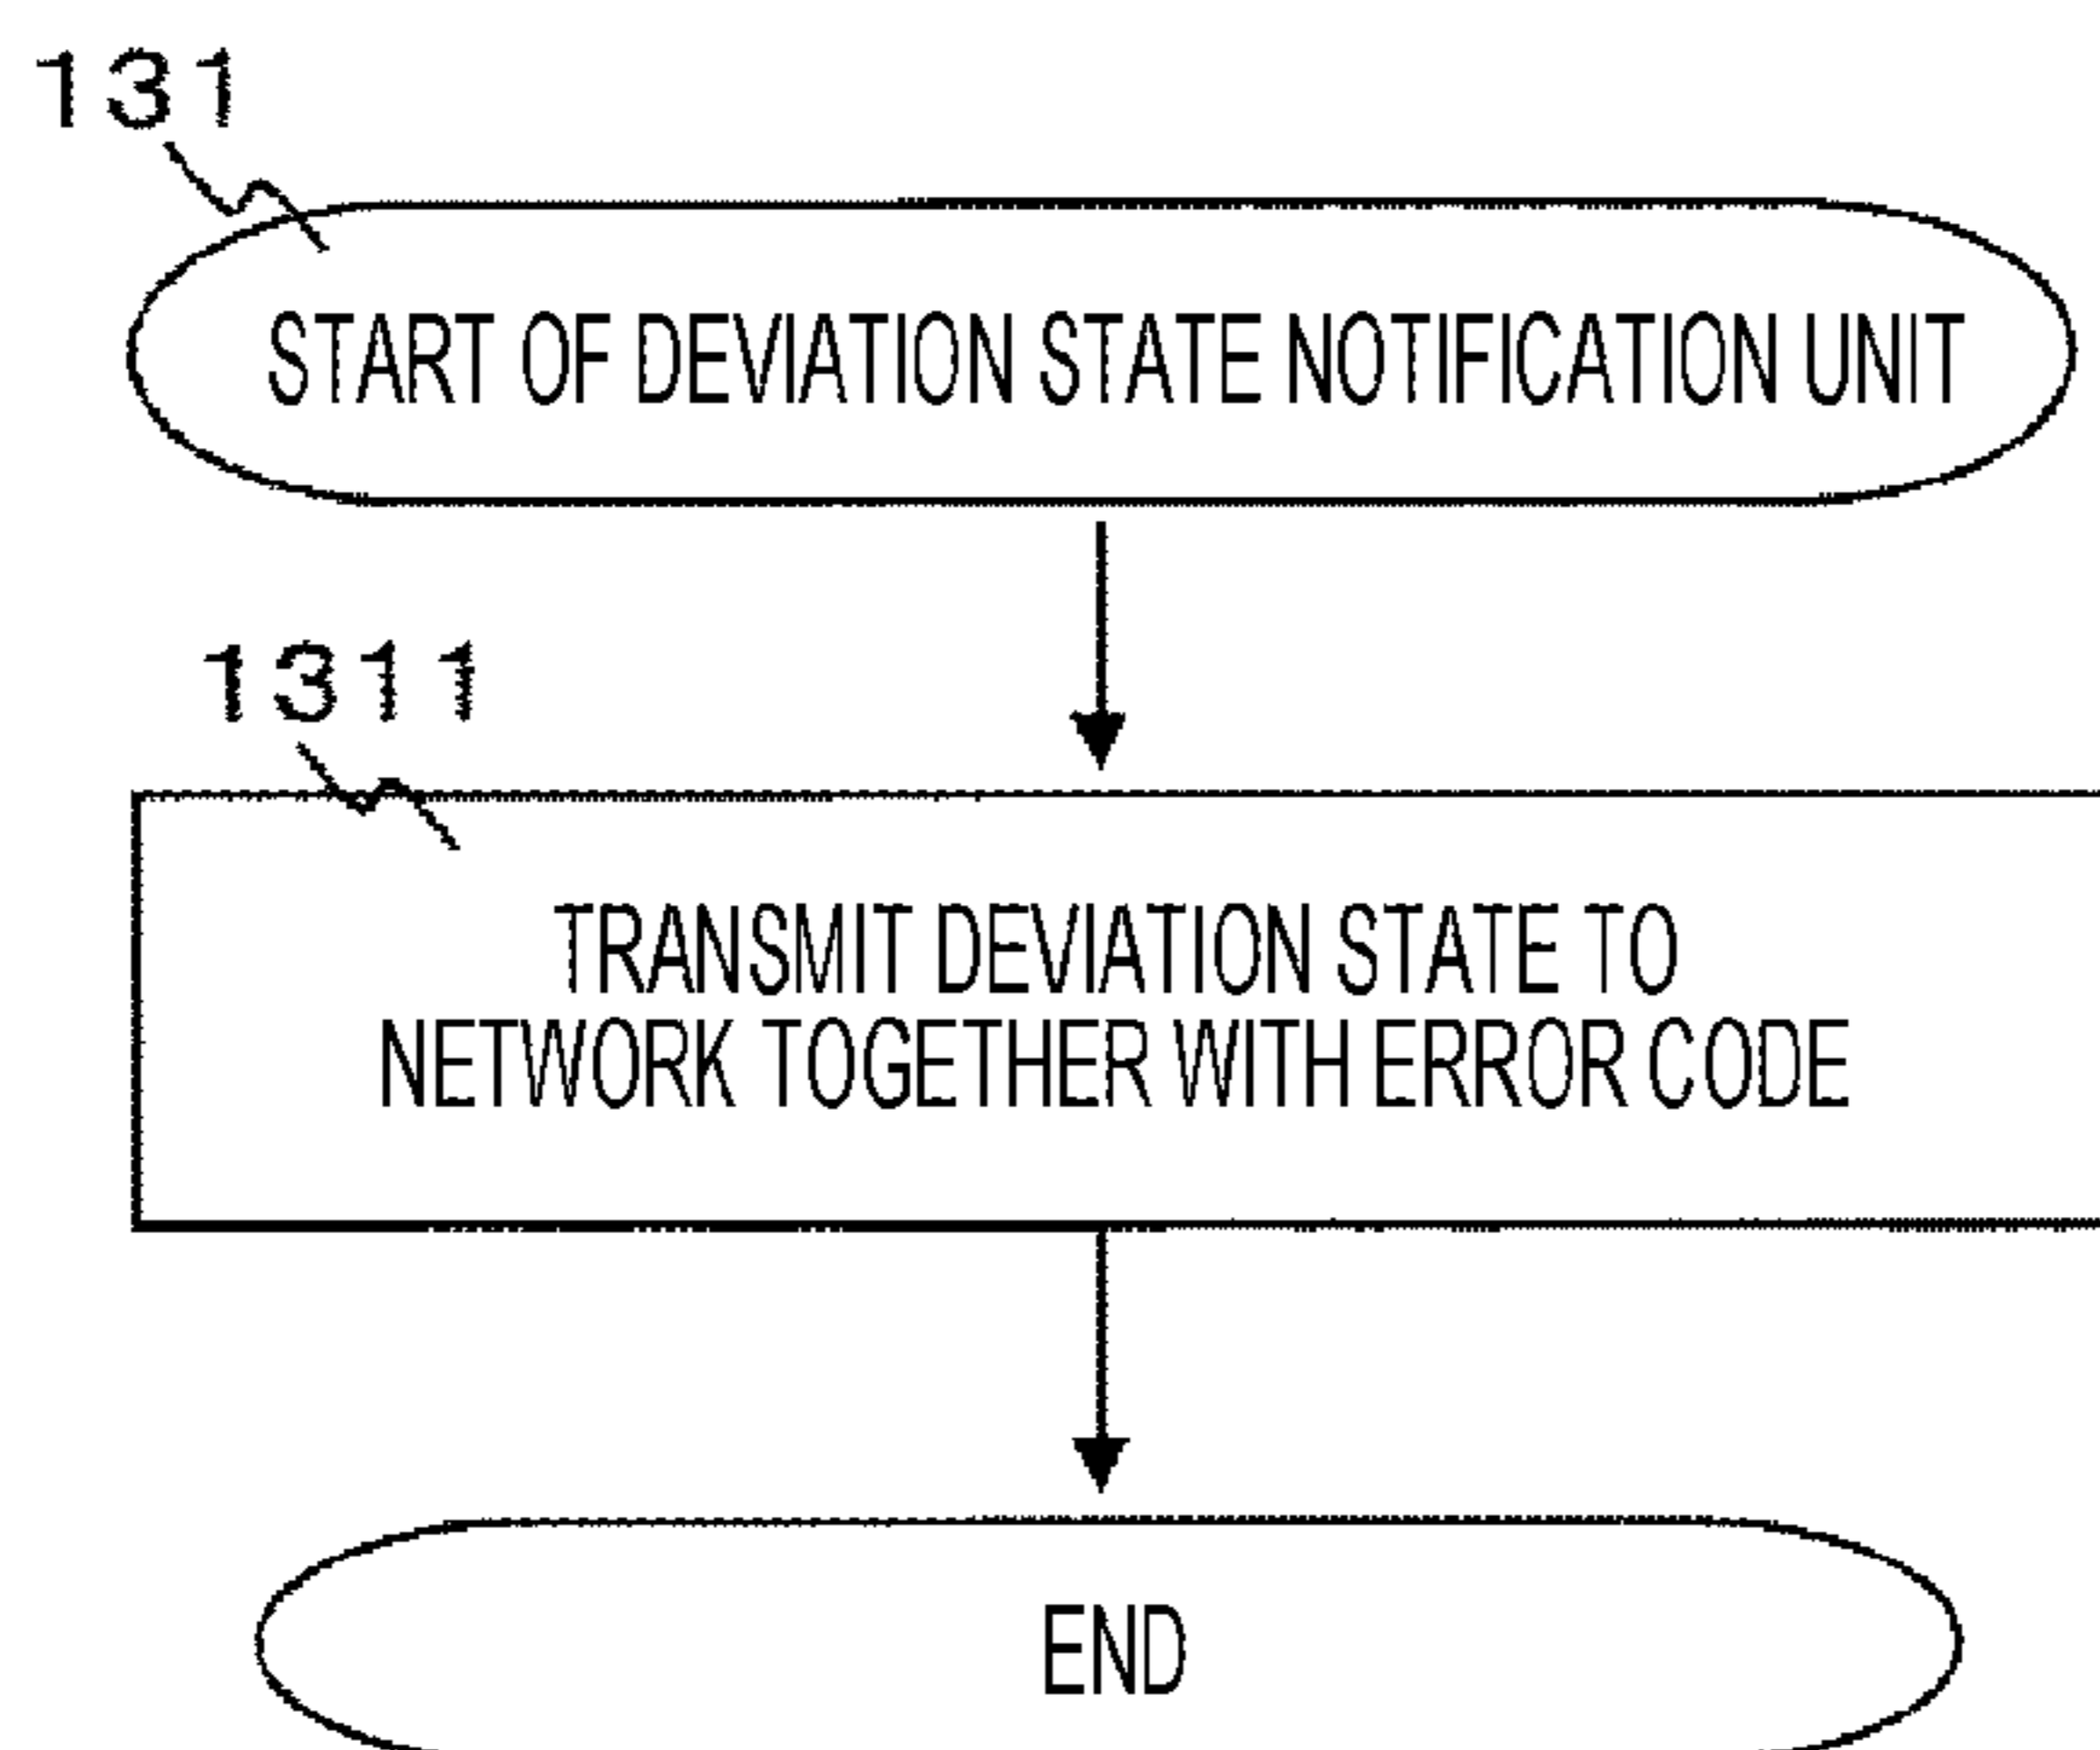 131
START OF DEVIATION STATE NOTIFICATION UNIT
1311
TRANSMIT DEVIATION STATE TO
NETWORK TOGETHER WITH ERROR CODE
END